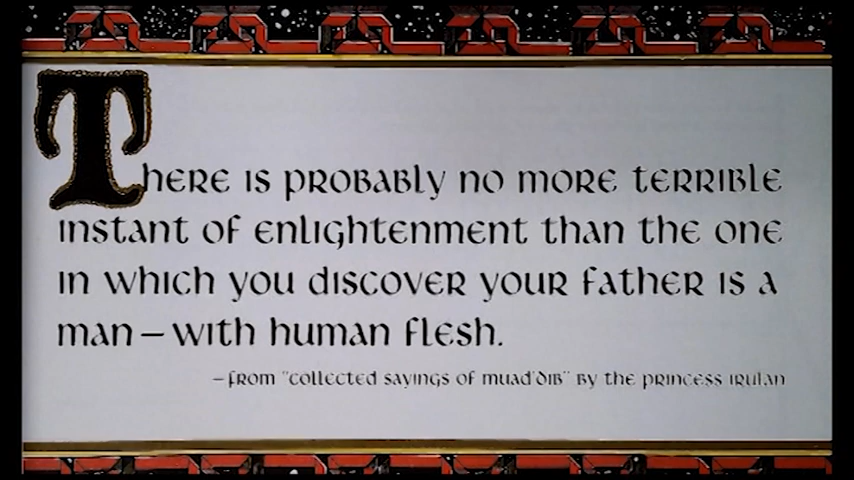 There is probably no more terrible
instant of enlightenment than the one
in which you discover your father is a
man—with human flesh.
—from "collected sayings of muad'dib" by the princess irulan